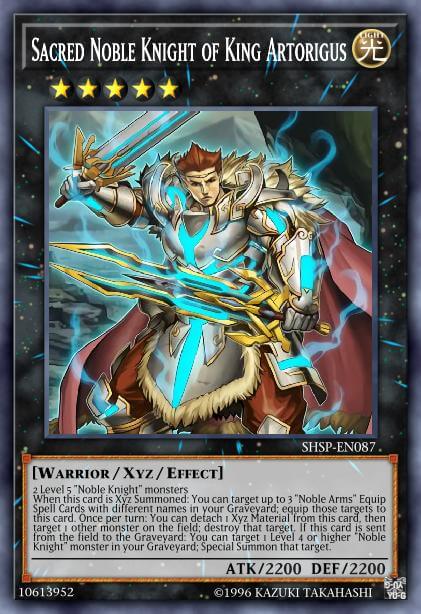 Sacred Noble Knight of King Artorigus
LIGHT
光
SHSP-EN087
[Warrior / Xyz / Effect]
2 Level 5 "Noble Knight" monsters
When this card is Xyz Summoned: You can target up to 3 "Noble Arms" Equip
Spell Cards with different names in your Graveyard; equip those targets to
this card. Once per turn: You can detach 1 Xyz Material from this card, then
target 1 other monster on the field; destroy that target. If this card is sent
from the field to the Graveyard: You can target 1 Level 4 or higher "Noble
Knight" monster in your Graveyard; Special Summon that target.
ATK/2200 DEF/2200
10613952
©1996 KAZUKI TAKAHASHI